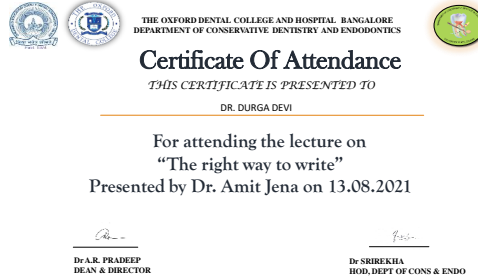 THE OXFORD DENTAL COLLEGE AND HOSPITAL BANGALORE
DEPARTMENT OF CONSERVATIVE DENTISTRY AND ENDODONTICS
Certificate Of Attendance
THIS CERTIFICATE IS PRESENTED TO
DR. DURGA DEVI
For attending the lecture on
“The right way to write”
Presented by Dr. Amit Jena on 13.08.2021
Dr A.R. PRADEEP
DEAN & DIRECTOR
Dr SRIREKHA
HOD, DEPT OF CONS & ENDO